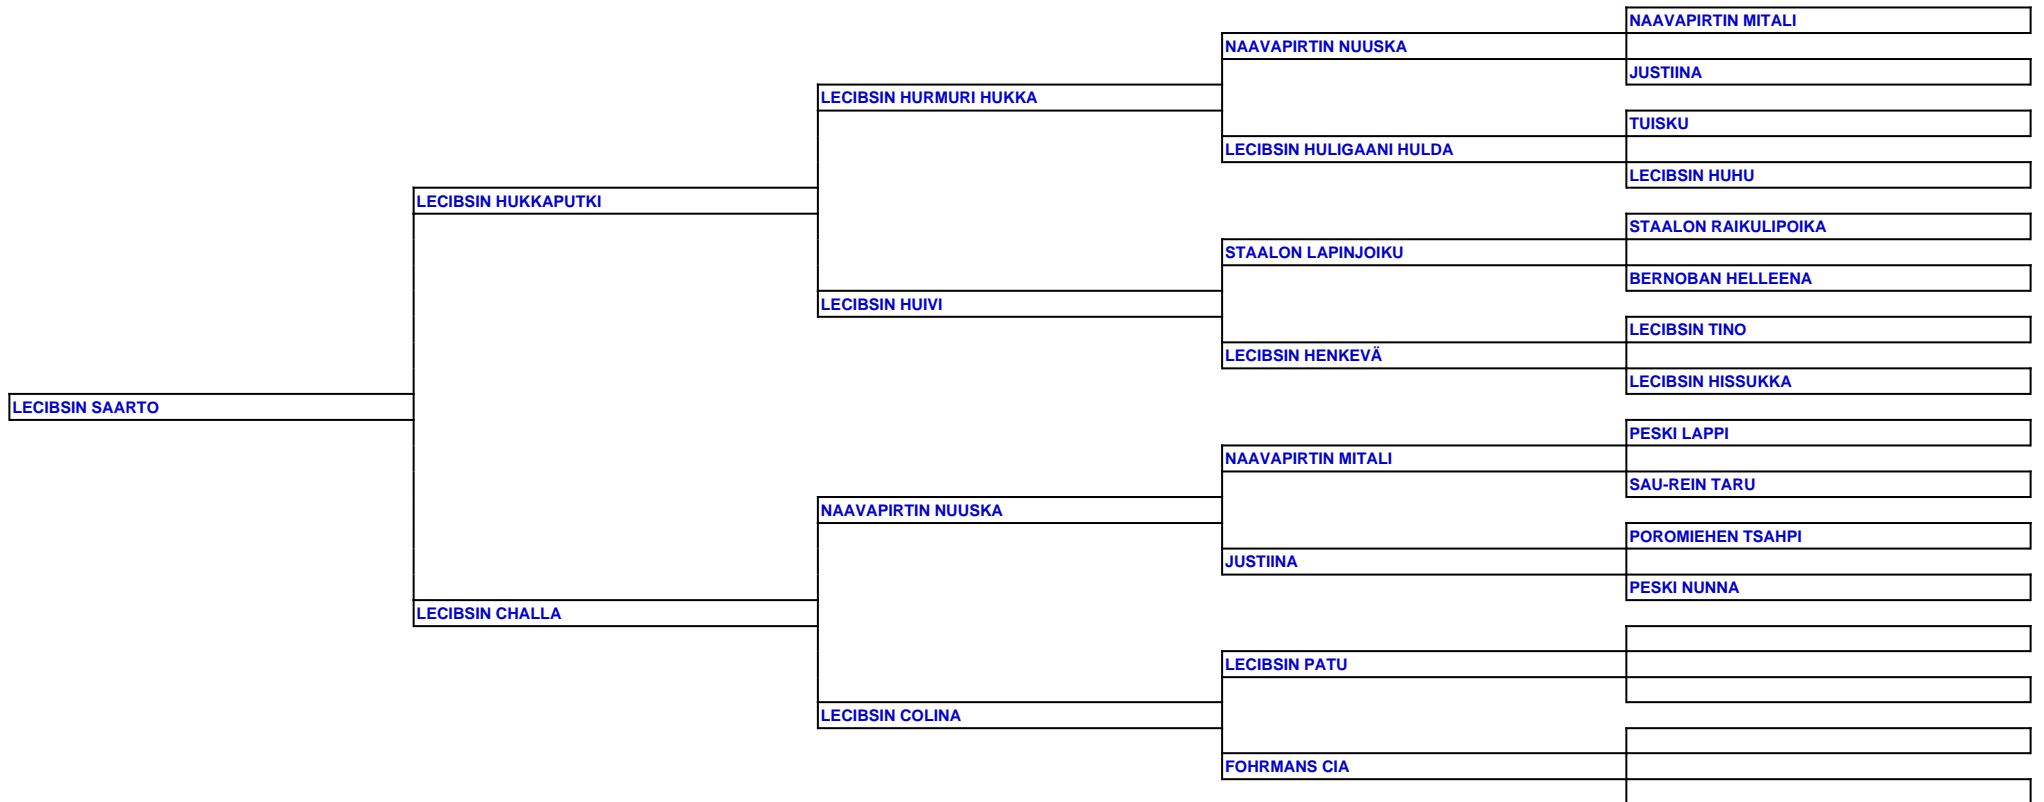 NAAVAPIRTIN MITALI
NAAVAPIRTIN NUUSKA
JUSTIINA
LECIBSIN HURMURI HUKKA
TUISKU
LECIBSIN HULIGAANI HULDA
LECIBSIN HUHU
LECIBSIN HUKKAPUTKI
STAALON RAIKULIPOIKA
STAALON LAPINJOIKU
BERNOBAN HELLEENA
LECIBSIN HUIVI
LECIBSIN TINO
LECIBSIN HENKEVÄ
LECIBSIN HISSUKKA
LECIBSIN SAARTO
PESKI LAPPI
NAAVAPIRTIN MITALI
SAU-REIN TARU
NAAVAPIRTIN NUUSKA
POROMIEHEN TSAHPI
JUSTIINA
PESKI NUNNA
LECIBSIN CHALLA
LECIBSIN PATU
LECIBSIN COLINA
FOHRMANS CIA